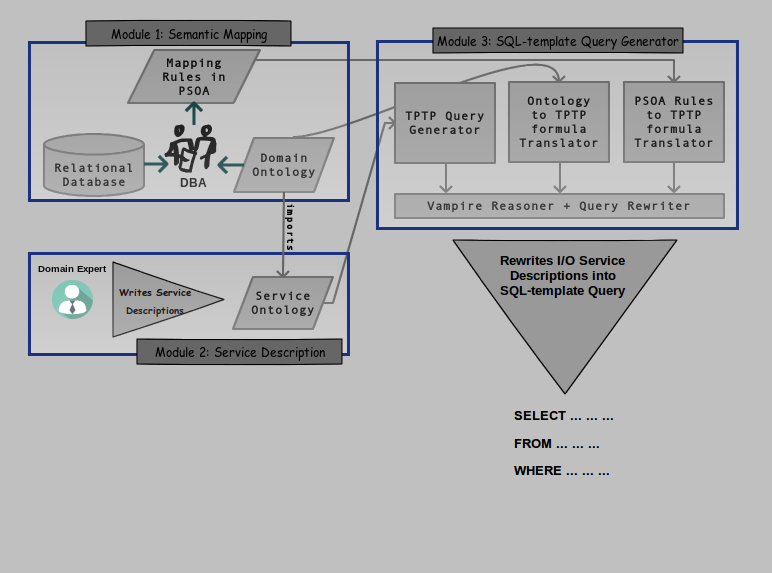 Module 1: Semantic Mapping
Mapping
Rules in
PSOA
Relational
Database
DBA
Domain
Ontology
imports
Domain Expert
Writes Service
Descriptions
Service
Ontology
Module 2: Service Description
Module 3: SQL-template Query Generator
TPTP Query
Generator
Ontology
to TPTP
formula
Translator
PSOA Rules
to TPTP
formula
Translator
Vampire Reasoner + Query Rewriter
Rewrites I/O Service
Descriptions into
SQL-template Query
SELECT ... ... ...
FROM ... ... ...
WHERE ... ... ...